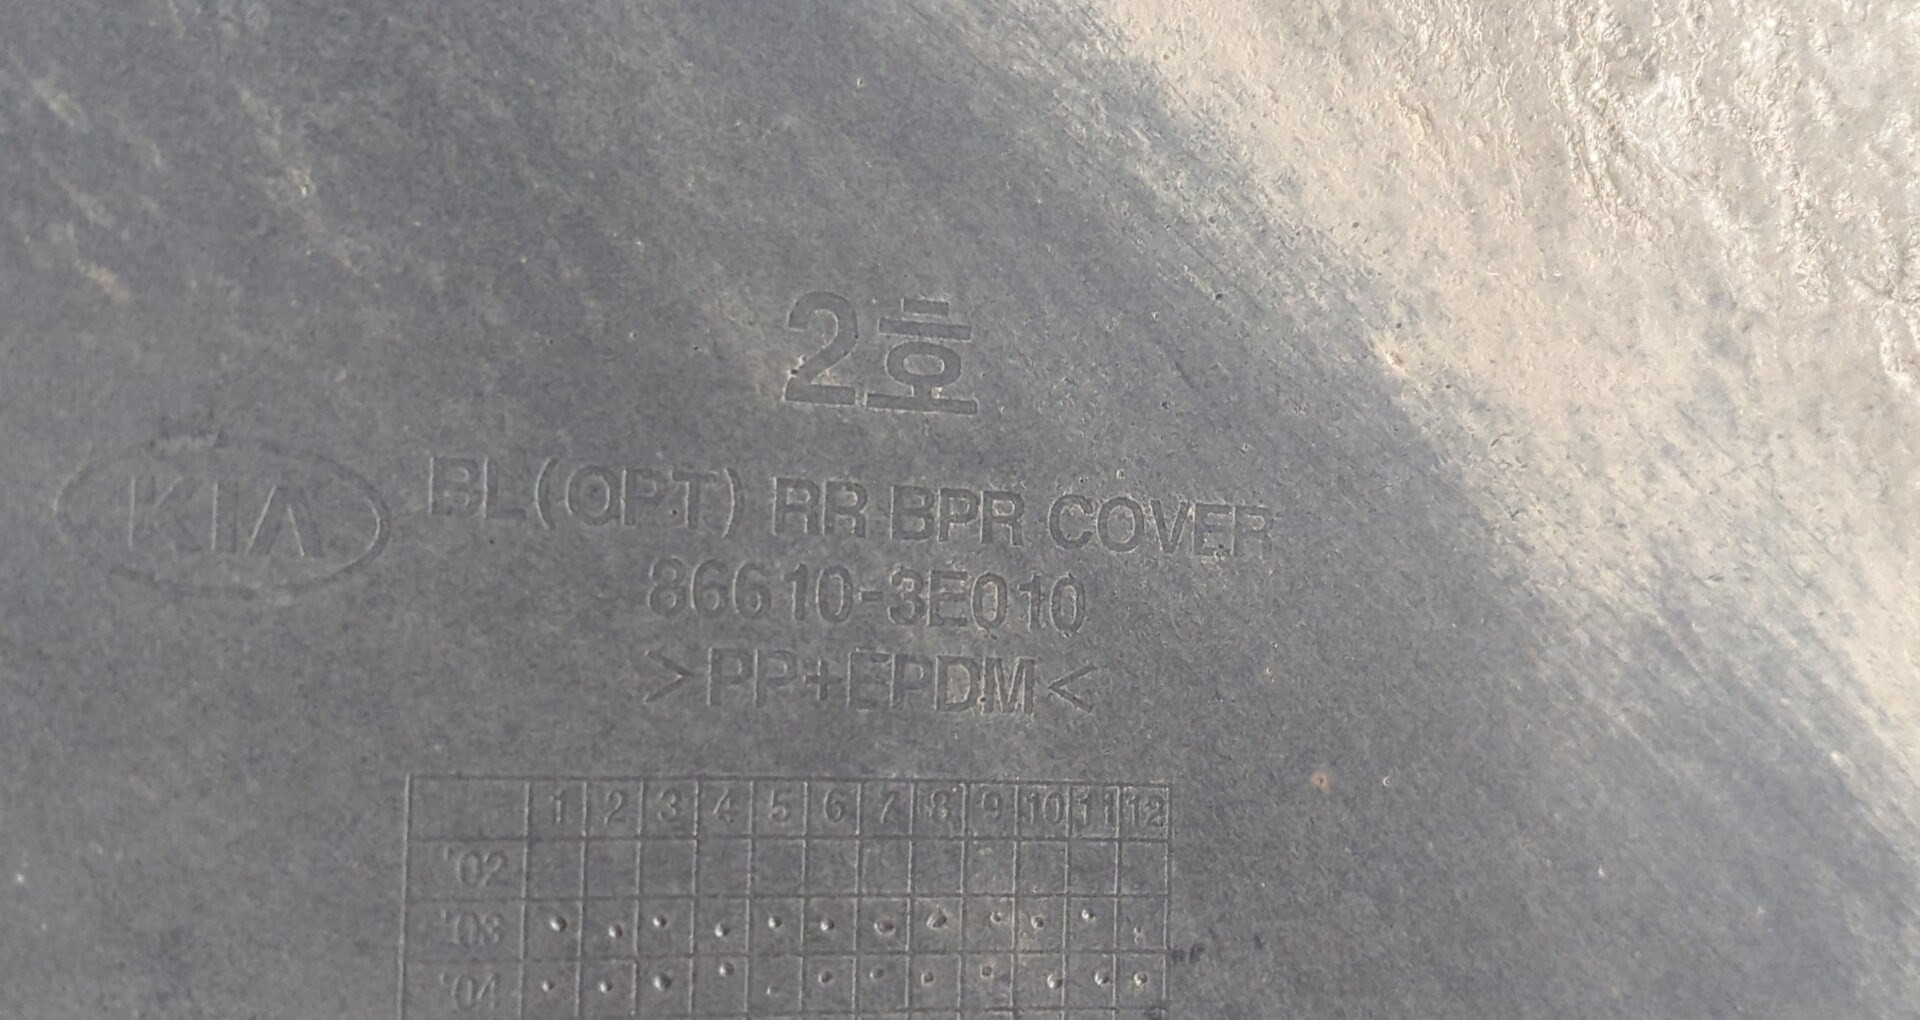 2호
KIA BL(OPT) RR BPR COVER
86610-3E010
>PP+EPDM<
1 2 3 4 5 6 7 8 9 10 11 12
'02
'03
'04